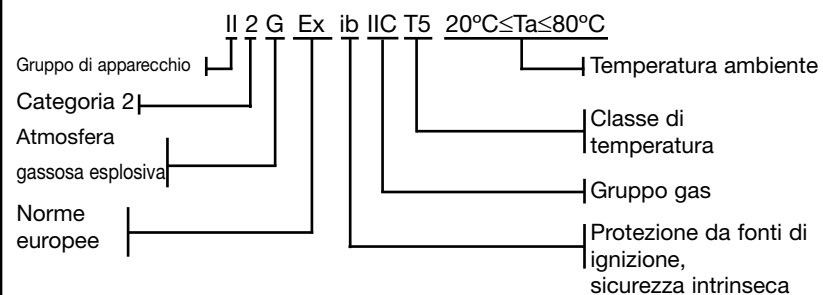 II 2 G Ex ib IIC T5 20ºC≤Ta≤80ºC
Gruppo di apparecchio
Categoria 2
Atmosfera
gassosa esplosiva
Norme
europee
Temperatura ambiente
Classe di
temperatura
Gruppo gas
Protezione da fonti di
ignizione,
sicurezza intrinseca